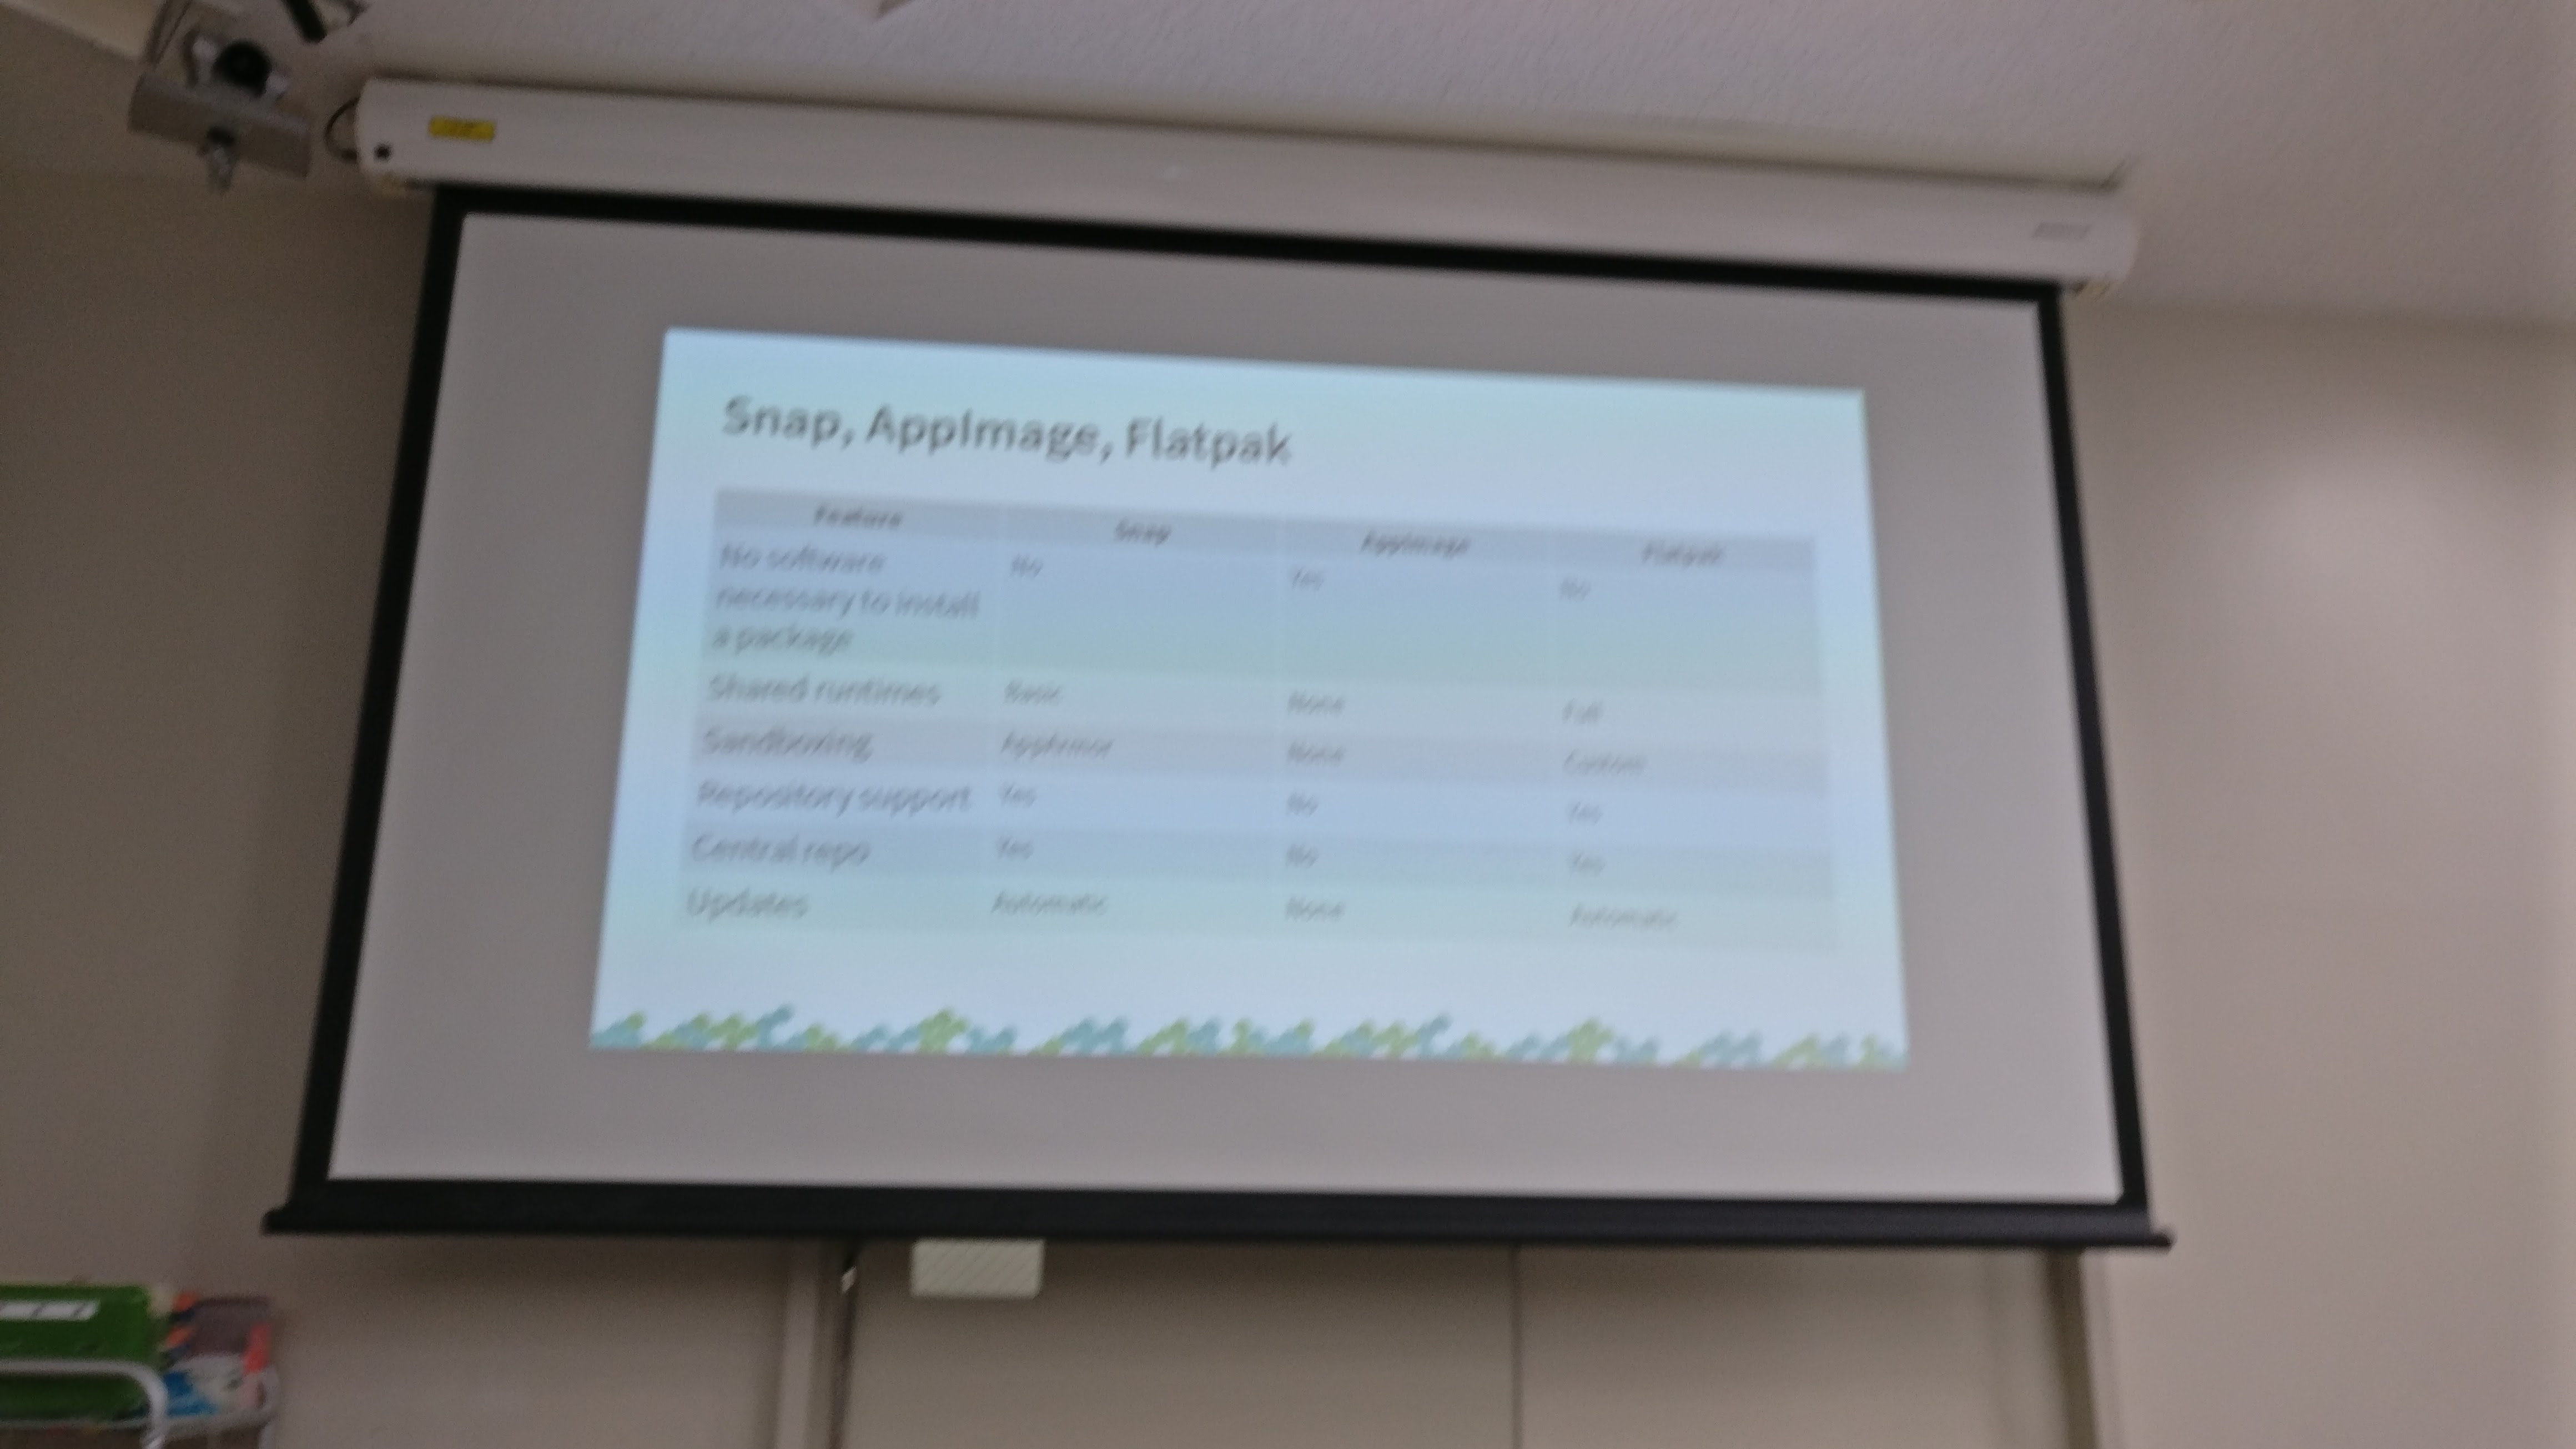 Snap, AppImage, Flatpak
Feature Snap AppImage Flatpak
No software No Yes No
necessary to install
a package
Shared runtimes Basic None Full
Sandboxing AppArmor None Custom
Repository support Yes No Yes
Central repo Yes No Yes
Updates Automatic None Automatic